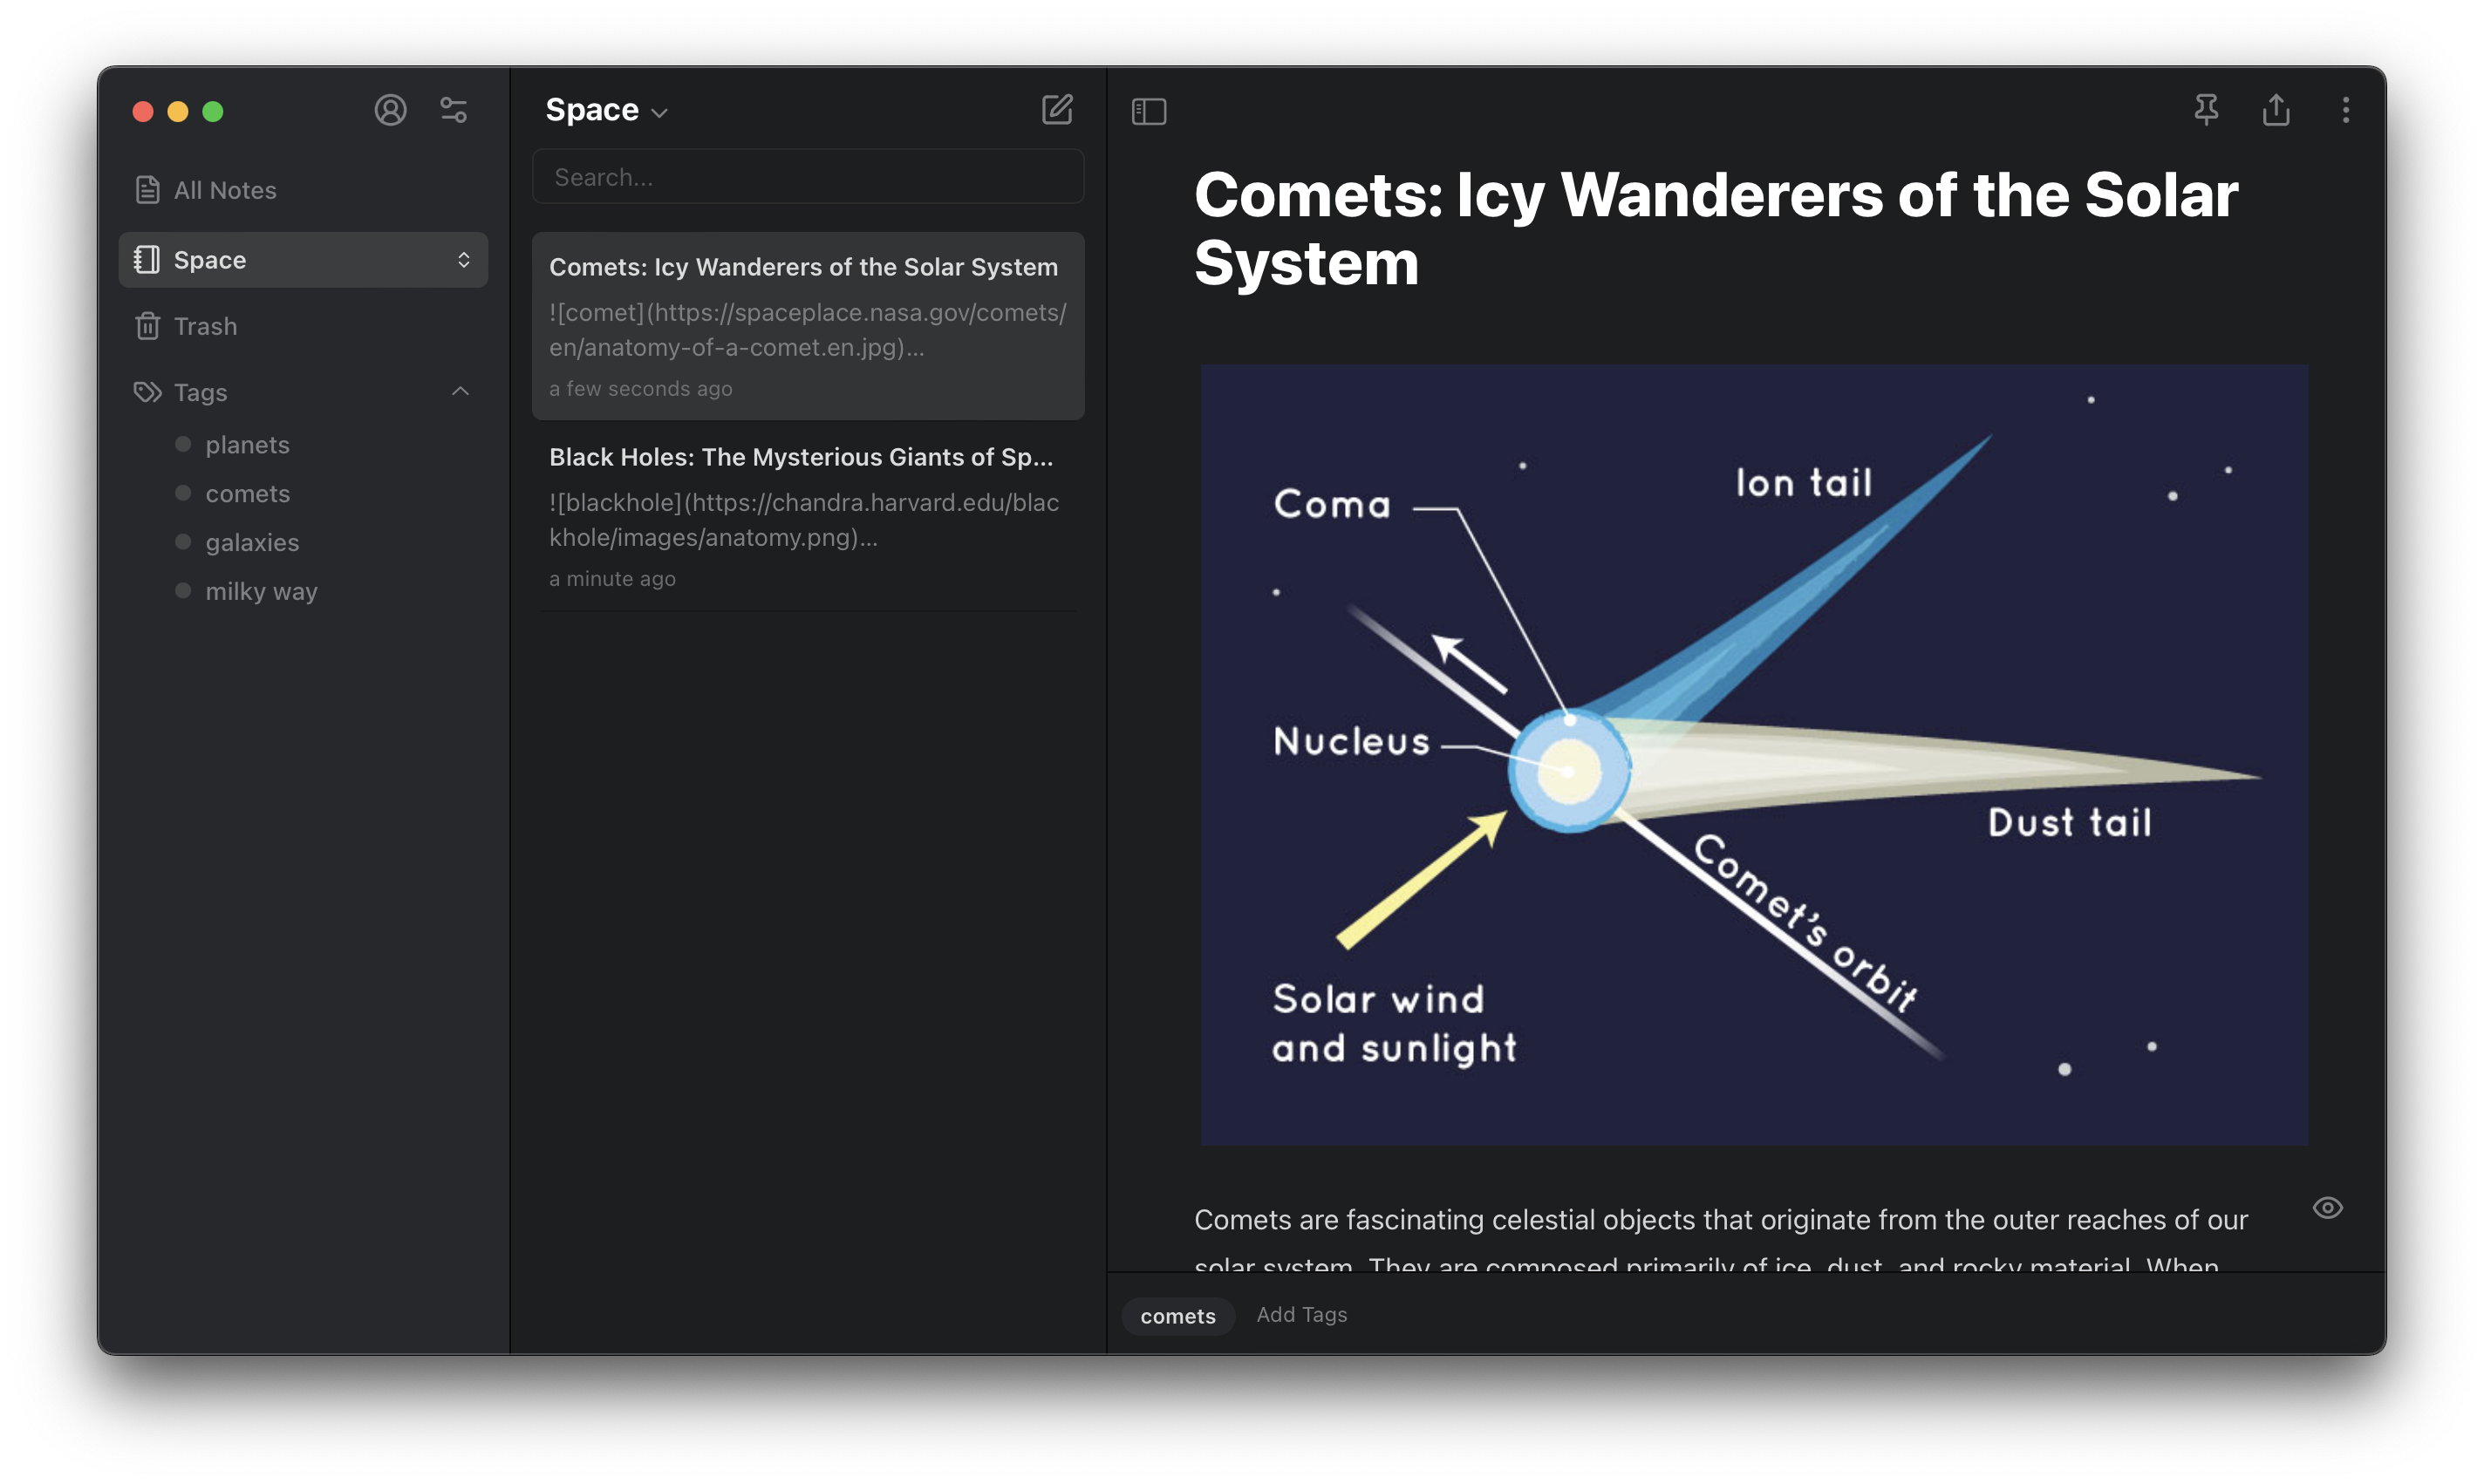 All Notes
Space
Trash
Tags
planets
comets
galaxies
milky way
Space
Search...
Comets: Icy Wanderers of the Solar System
![comet](https://spaceplace.nasa.gov/comets/
en/anatomy-of-a-comet.en.jpg)...
a few seconds ago
Black Holes: The Mysterious Giants of Sp...
![blackhole](https://chandra.harvard.edu/blac
khole/images/anatomy.png)...
a minute ago
Comets: Icy Wanderers of the Solar
System
Ion tail
Coma
Nucleus
Dust tail
Comet's orbit
Solar wind
and sunlight
Comets are fascinating celestial objects that originate from the outer reaches of our
solar system. They are composed primarily of ice, dust, and rocky material. When
comets
Add Tags